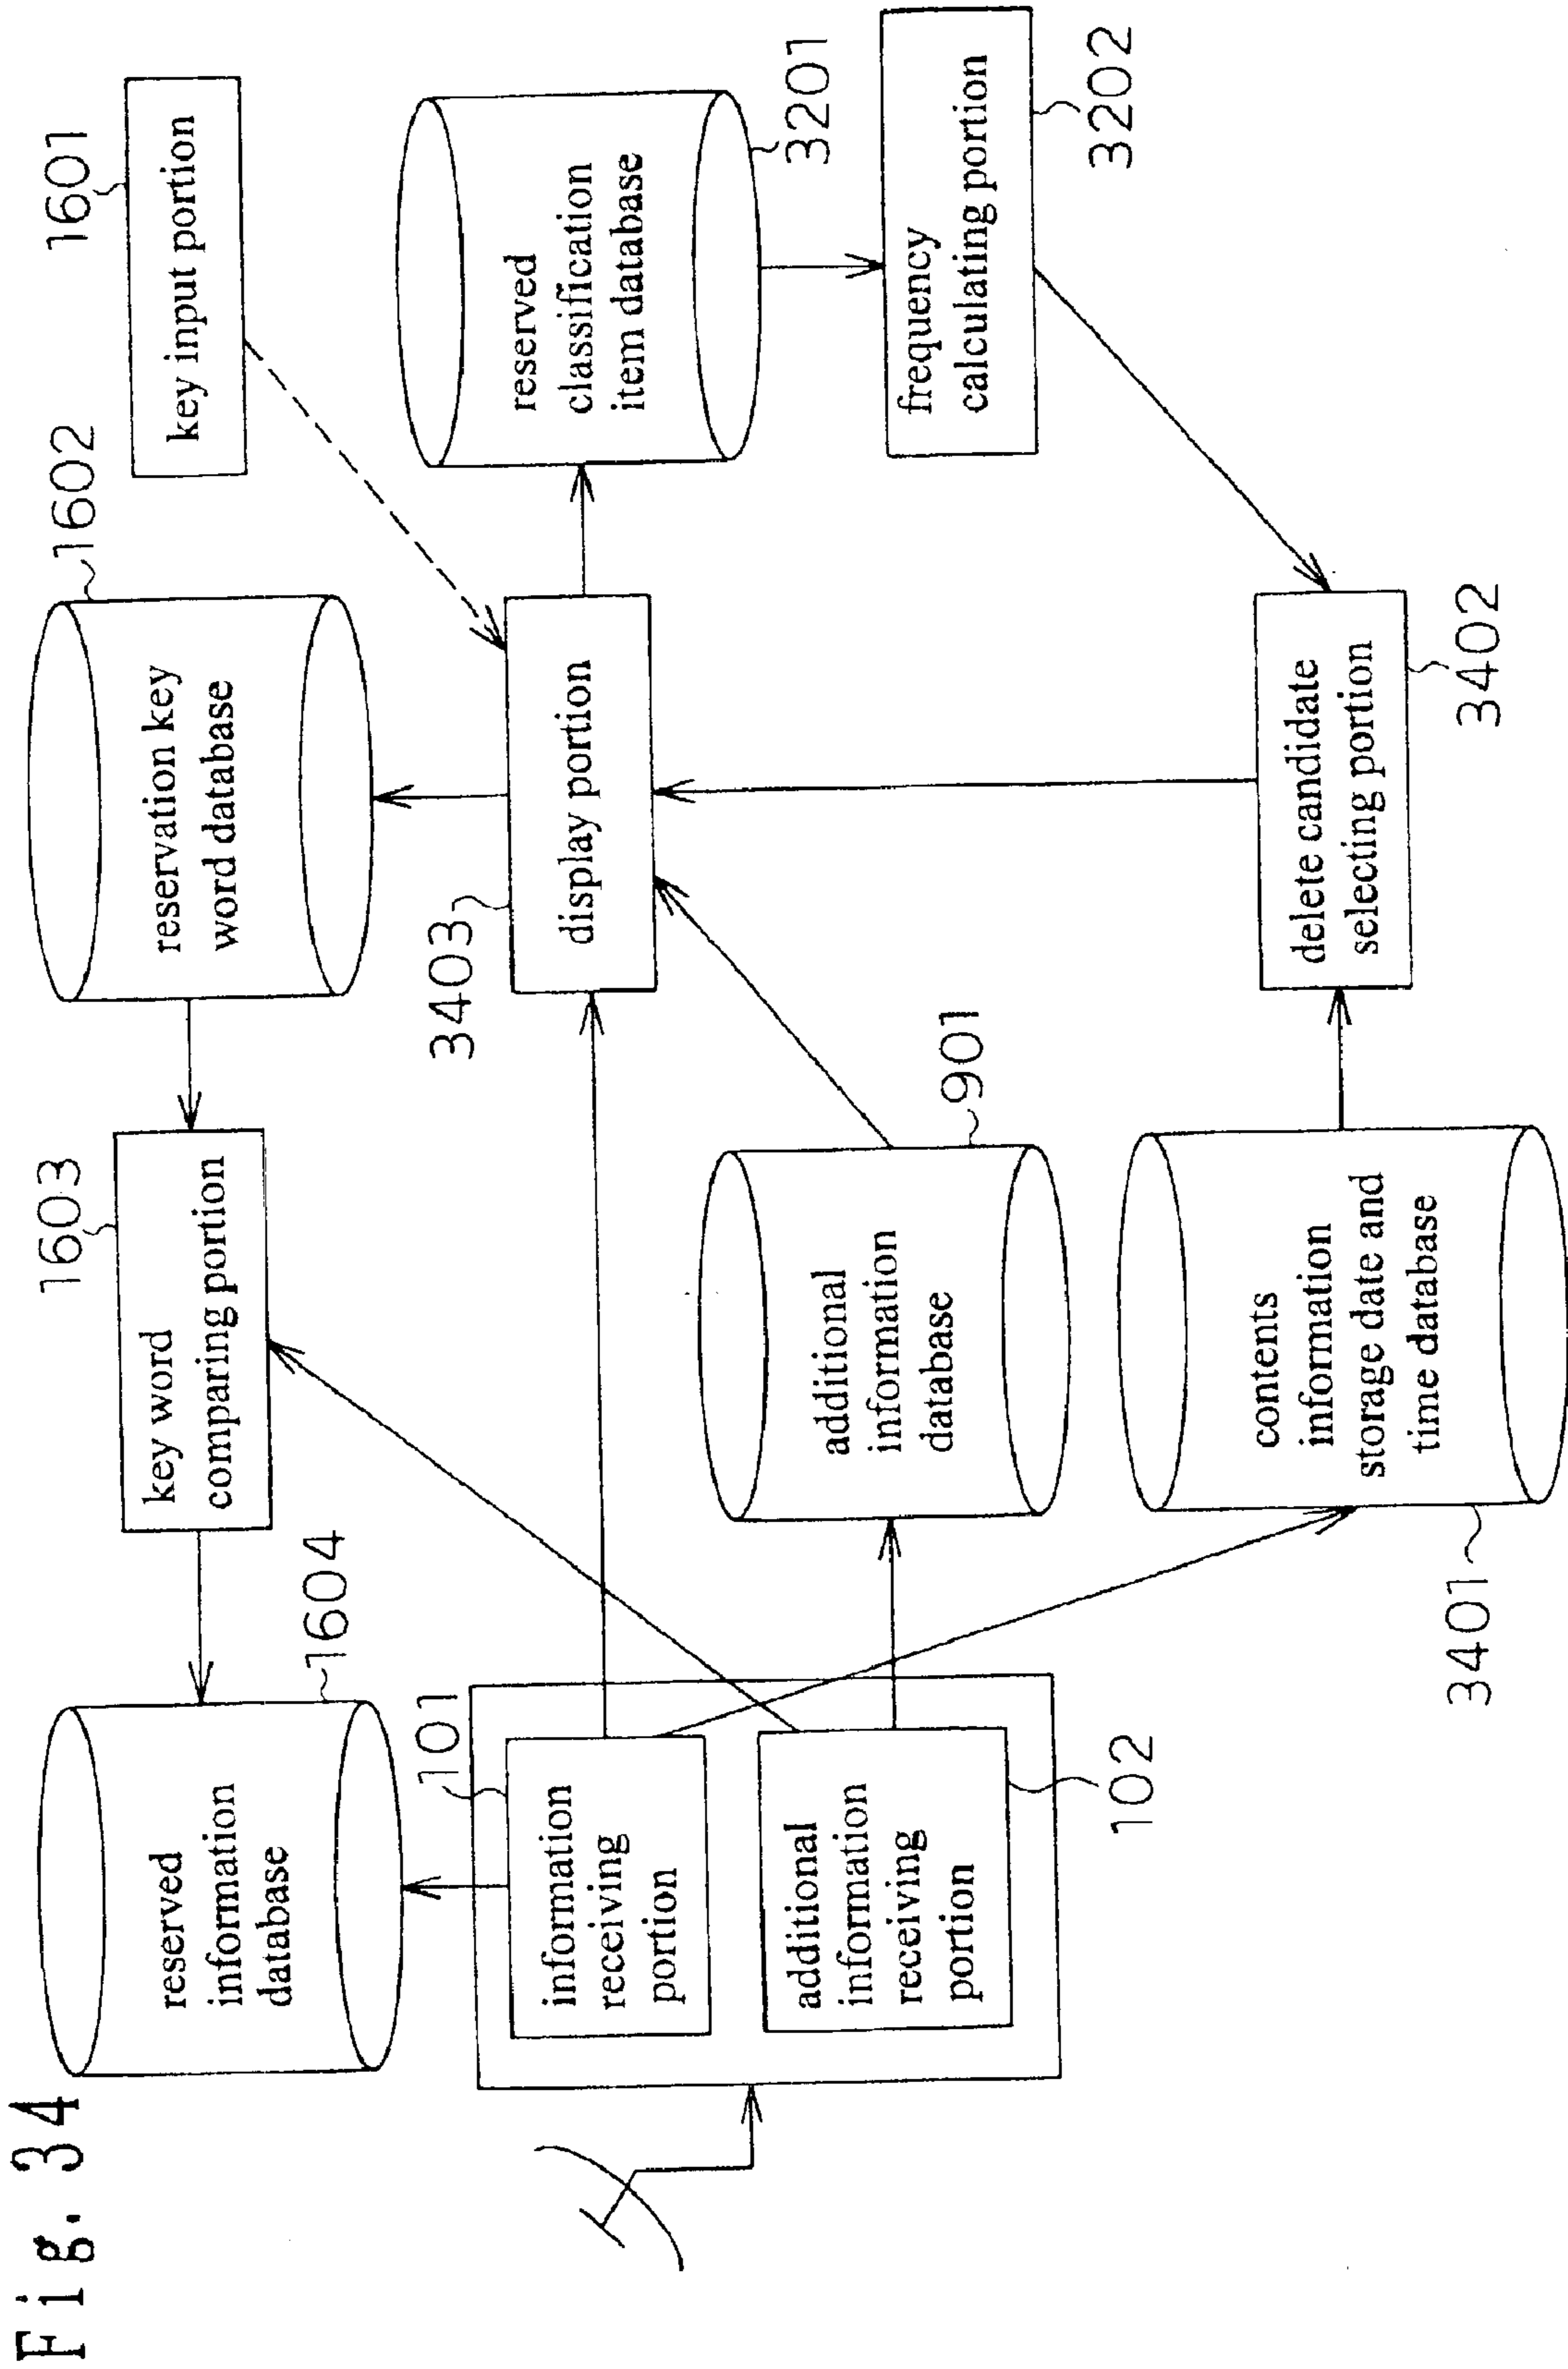 Fig. 34
reserved
information
database
1604
key word
comparing portion
1603
reservation key
word database
1602
key input portion
1601
information
receiving
portion
101
additional
information
receiving
portion
102
display portion
3403
reserved
classification
item database
3201
additional
information
database
901
frequency
calculating portion
3202
contents
information
storage date and
time database
3401
delete candidate
selecting portion
3402